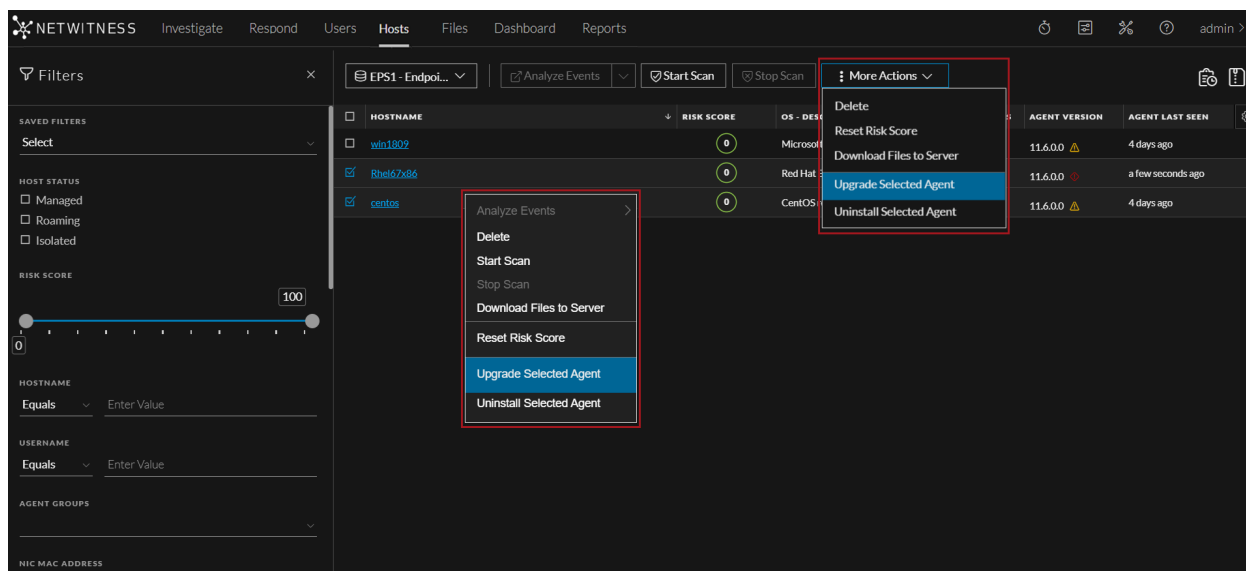 NETWITNESS Investigate Respond Users Hosts Files Dashboard Reports admin
Filters
EPS1 - Endpoi... Analyze Events Start Scan Stop Scan More Actions
SAVED FILTERS
Select
HOST STATUS
Managed
Roaming
Isolated
RISK SCORE
100
0
HOSTNAME
Equals Enter Value
USERNAME
Equals Enter Value
AGENT GROUPS
NIC MAC ADDRESS
HOSTNAME RISK SCORE OS - DES AGENT VERSION AGENT LAST SEEN
win1809 0 Microsoft 11.6.0.0 4 days ago
Rhel67x86 0 Red Hat 11.6.0.0 a few seconds ago
centos 0 CentOS 11.6.0.0 4 days ago
Analyze Events
Delete
Start Scan
Stop Scan
Download Files to Server
Reset Risk Score
Upgrade Selected Agent
Uninstall Selected Agent
Delete
Reset Risk Score
Download Files to Server
Upgrade Selected Agent
Uninstall Selected Agent